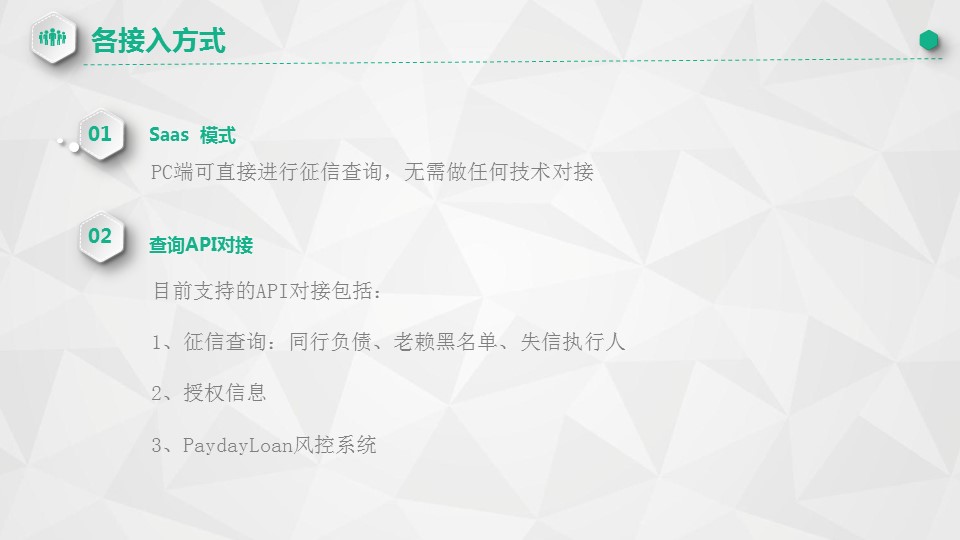 各接入方式
01
Saas 模式
PC端可直接进行征信查询，无需做任何技术对接
02
查询API对接
目前支持的API对接包括：
1、征信查询：同行负债、老赖黑名单、失信执行人
2、授权信息
3、PaydayLoan风控系统